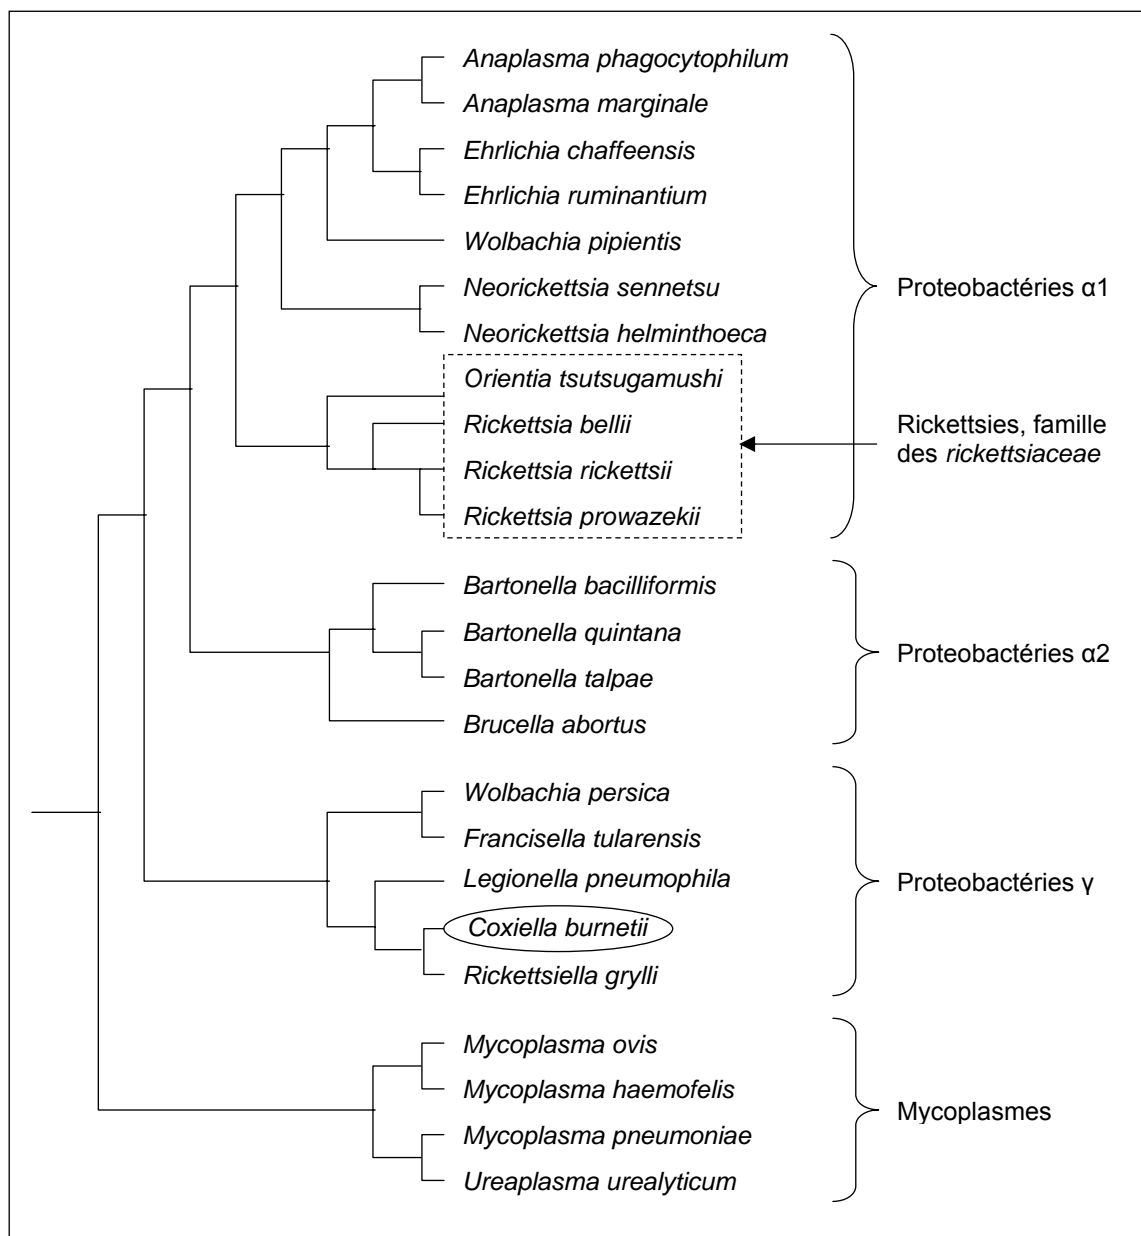 Anaplasma phagocytophilum
Anaplasma marginale
Ehrlichia chaffeensis
Ehrlichia ruminantium
Wolbachia pipientis
Neorickettsia sennetsu
Neorickettsia helminthoeca
Orientia tsutsugamushi
Rickettsia bellii
Rickettsia rickettsii
Rickettsia prowazekii
Proteobactéries α1
Rickettsies, famille
des rickettsiaceae
Bartonella bacilliformis
Bartonella quintana
Bartonella talpae
Brucella abortus
Proteobactéries α2
Wolbachia persica
Francisella tularensis
Legionella pneumophila
Coxiella burnetii
Rickettsiella grylli
Proteobactéries γ
Mycoplasma ovis
Mycoplasma haemofelis
Mycoplasma pneumoniae
Ureaplasma urealyticum
Mycoplasmes